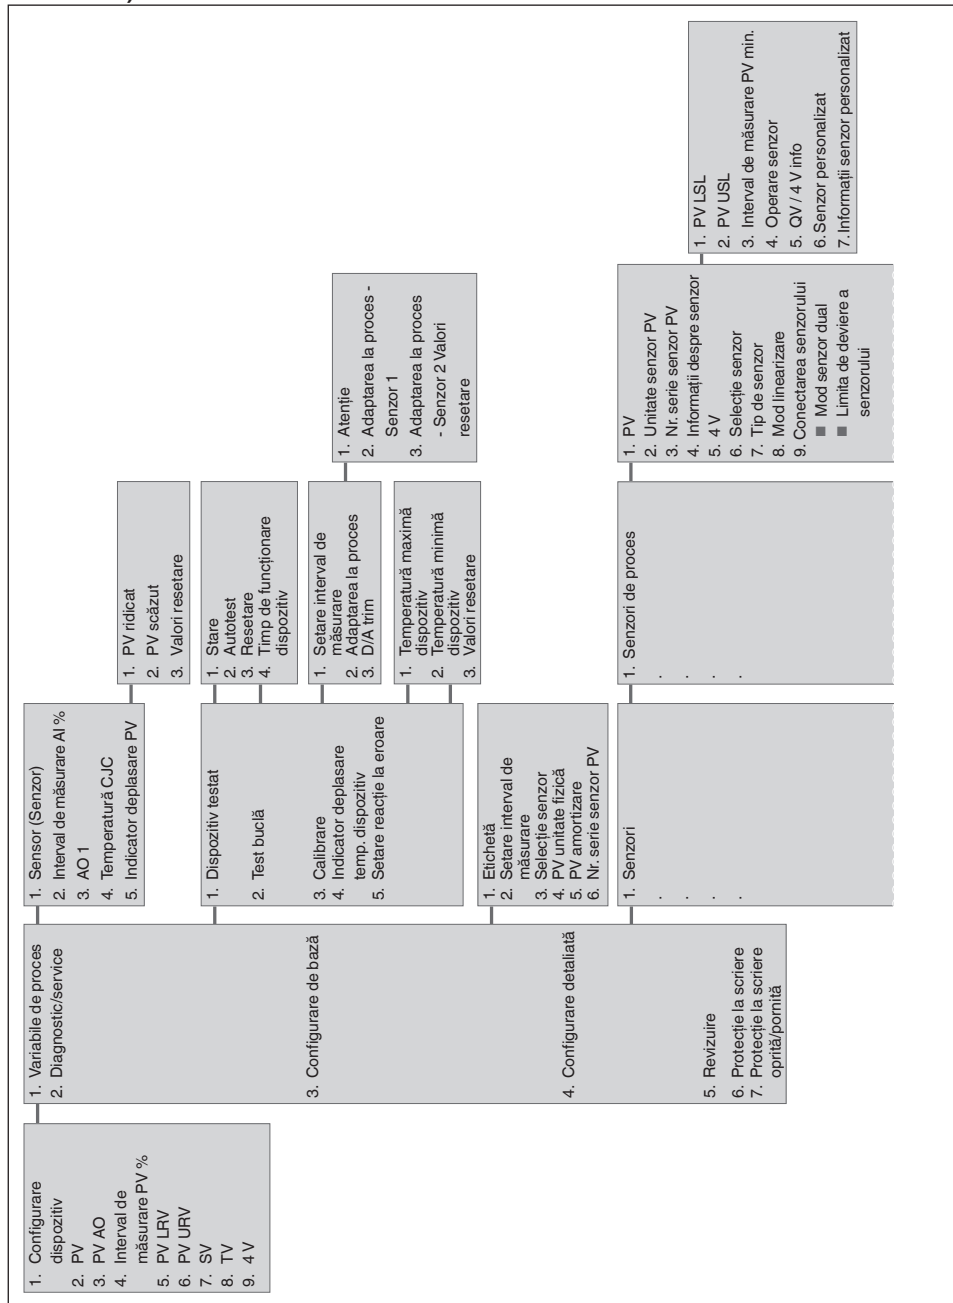 1. Configurare
dispozitiv
2. PV
3. PV AO
4. Interval de
măsurare PV %
5. PV LRV
6. PV URV
7. SV
8. TV
9. 4 V
1. Variabile de proces
2. Diagnostic/service
3. Configurare de bază
4. Configurare detaliată
5. Revizuire
6. Protecție la scriere
7. Protecție la scriere
oprită/pornită
1. Sensor (Senzor)
2. Interval de măsurare AI %
3. AO 1
4. Temperatură CJC
5. Indicator deplasare PV
1. PV ridicat
2. PV scăzut
3. Valori resetare
1. Dispozitiv testat
2. Test buclă
3. Calibrare
4. Indicator deplasare
temp. dispozitiv
5. Setare reacție la eroare
1. Stare
2. Autotest
3. Resetare
4. Timp de funcționare
dispozitiv
1. Setare interval de
măsurare
2. Adaptarea la proces
3. D/A trim
1. Atenție
2. Adaptarea la proces -
Senzor 1
3. Adaptarea la proces
- Senzor 2 Valori
resetare
1. Temperatură maximă
dispozitiv
2. Temperatură minimă
dispozitiv
3. Valori resetare
1. Etichetă
2. Setare interval de
măsurare
3. Selecție senzor
4. PV unitate fizică
5. PV amortizare
6. Nr. serie senzor PV
1. Senzori
.
.
.
.
1. Senzori de proces
.
.
.
.
1. PV
2. Unitate senzor PV
3. Nr. serie senzor PV
4. Informații despre senzor
5. 4 V
6. Selecție senzor
7. Tip de senzor
8. Mod linearizare
9. Conectarea senzorului
■ Mod senzor dual
■ Limita de deviere a
senzorului
1. PV LSL
2. PV USL
3. Interval de măsurare PV min.
4. Operare senzor
5. QV / 4 V info
6. Senzor personalizat
7. Informații senzor personalizat